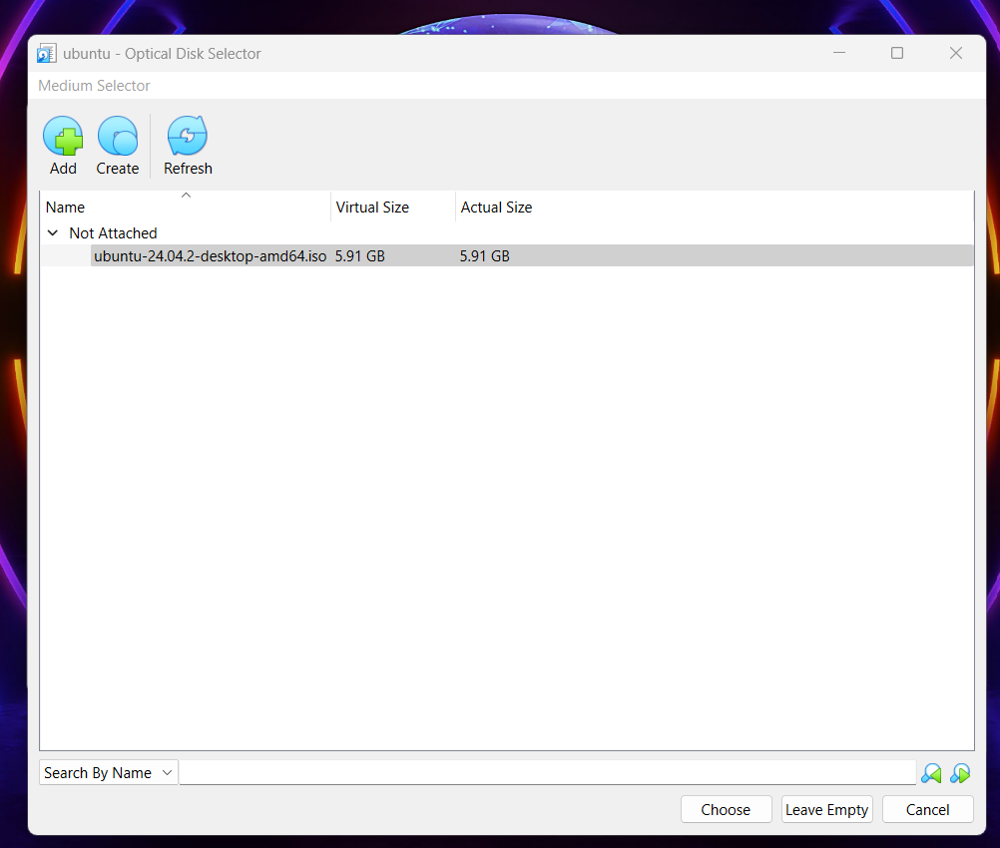 ubuntu - Optical Disk Selector
Medium Selector
Add Create Refresh
Name Virtual Size Actual Size
Not Attached
ubuntu-24.04.2-desktop-amd64.iso 5.91 GB 5.91 GB
Search By Name
Choose Leave Empty Cancel